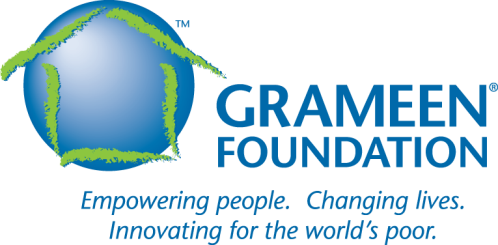 ™
GRAMEEN®
FOUNDATION
Empowering people.  Changing lives.
Innovating for the world's poor.